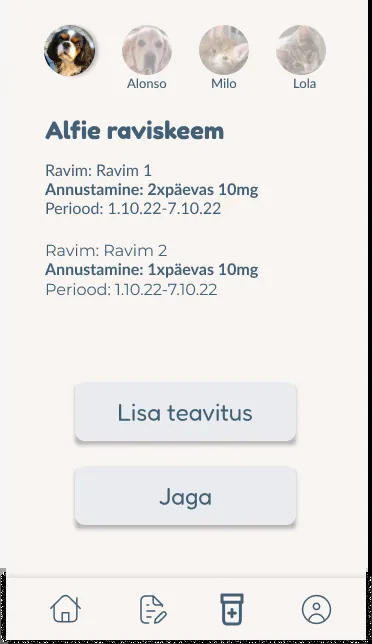 Alonso Milo Lola
Alfie raviskeem
Ravim: Ravim 1
Annustamine: 2xpäevas 10mg
Periood: 1.10.22-7.10.22
Ravim: Ravim 2
Annustamine: 1xpäevas 10mg
Periood: 1.10.22-7.10.22
Lisa teavitus
Jaga